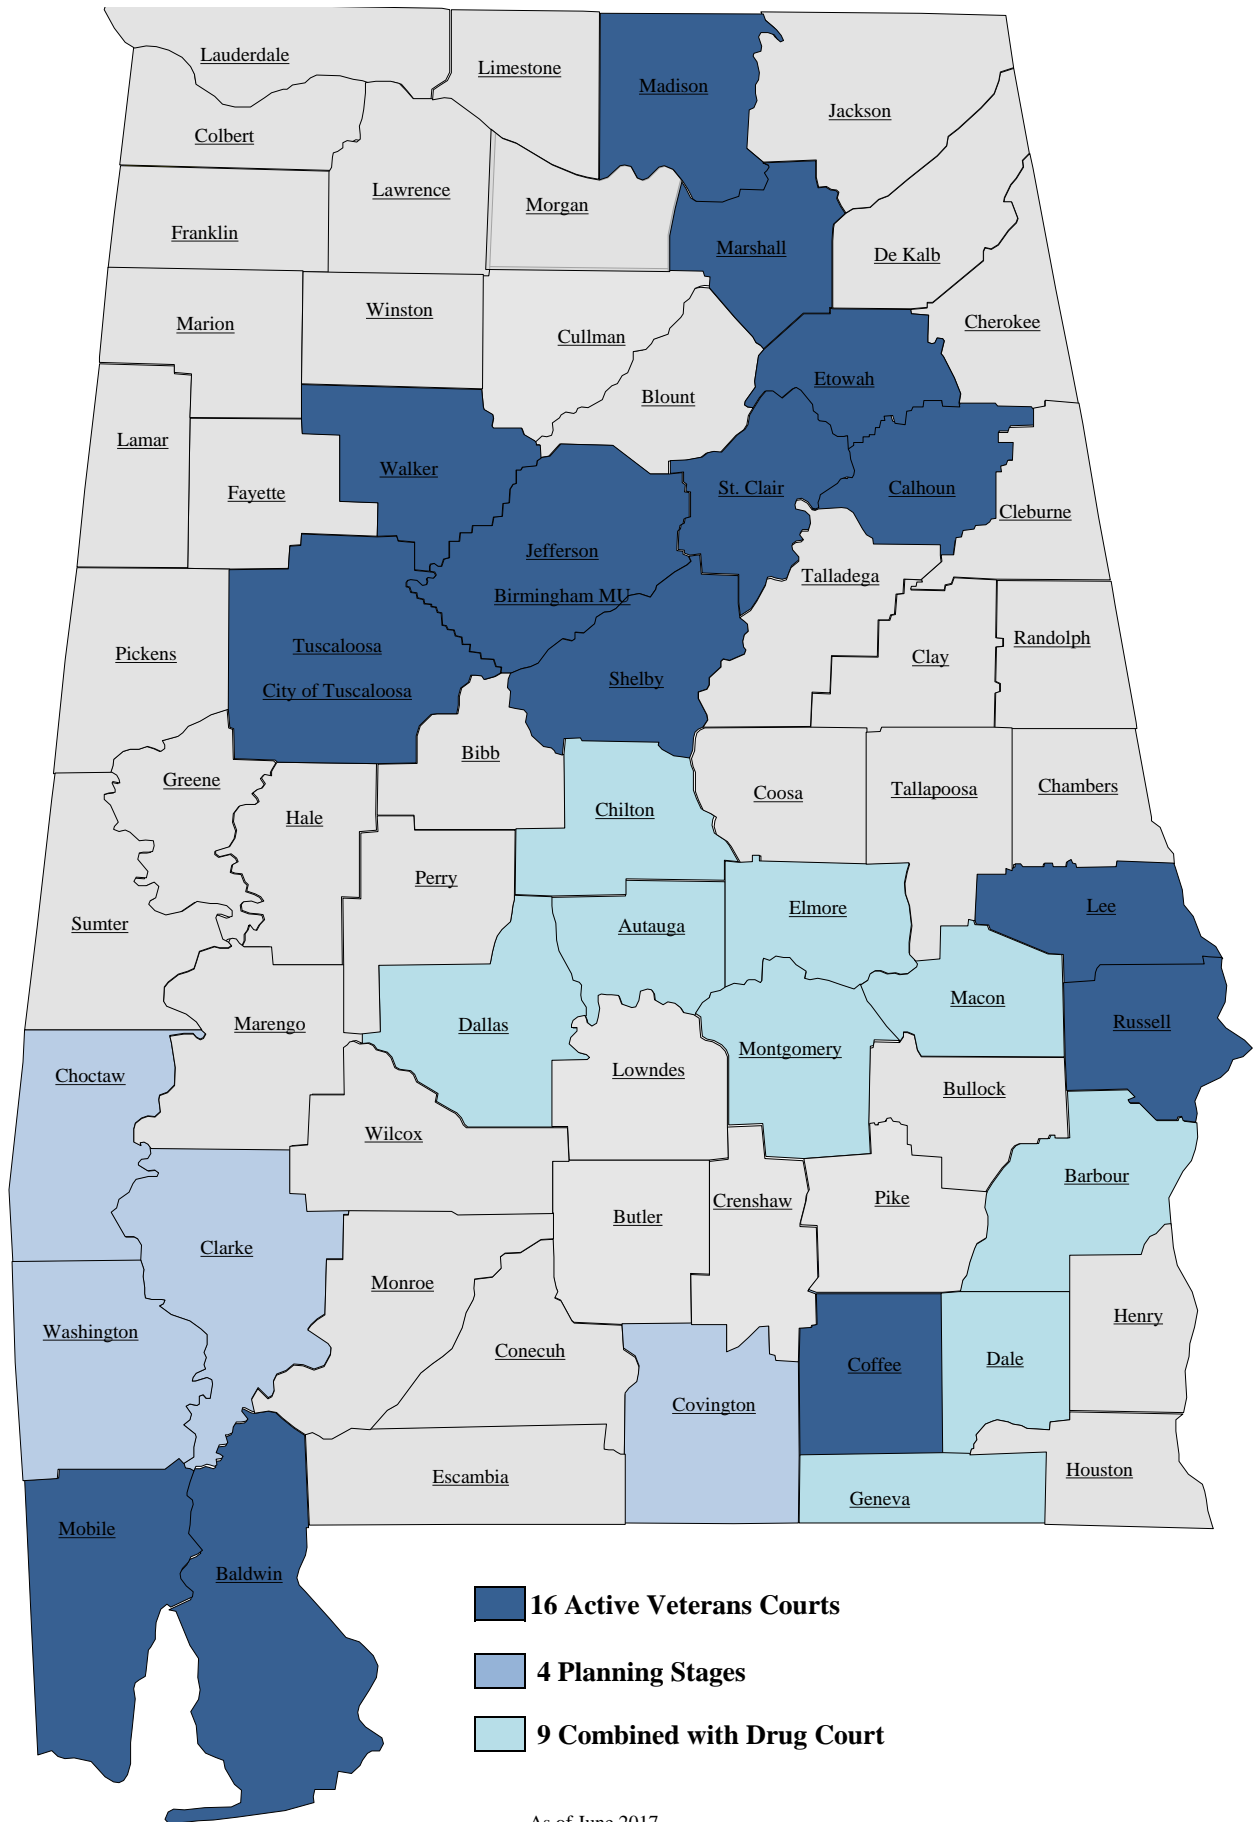 Lauderdale
Limestone
Madison
Jackson
Colbert
Lawrence
Morgan
Franklin
Marshall
De Kalb
Marion
Winston
Cullman
Cherokee
Etowah
Blount
Lamar
Walker
Fayette
St. Clair
Calhoun
Cleburne
Jefferson
Birmingham MU
Talladega
Tuscaloosa
City of Tuscaloosa
Pickens
Shelby
Clay
Randolph
Bibb
Greene
Hale
Chilton
Coosa
Tallapoosa
Chambers
Perry
Sumter
Autauga
Elmore
Lee
Marengo
Dallas
Macon
Russell
Choctaw
Lowndes
Montgomery
Bullock
Wilcox
Barbour
Clarke
Butler
Crenshaw
Pike
Monroe
Washington
Conecuh
Covington
Coffee
Dale
Henry
Escambia
Geneva
Houston
Mobile
Baldwin
16 Active Veterans Courts
4 Planning Stages
9 Combined with Drug Court
As of June 2017